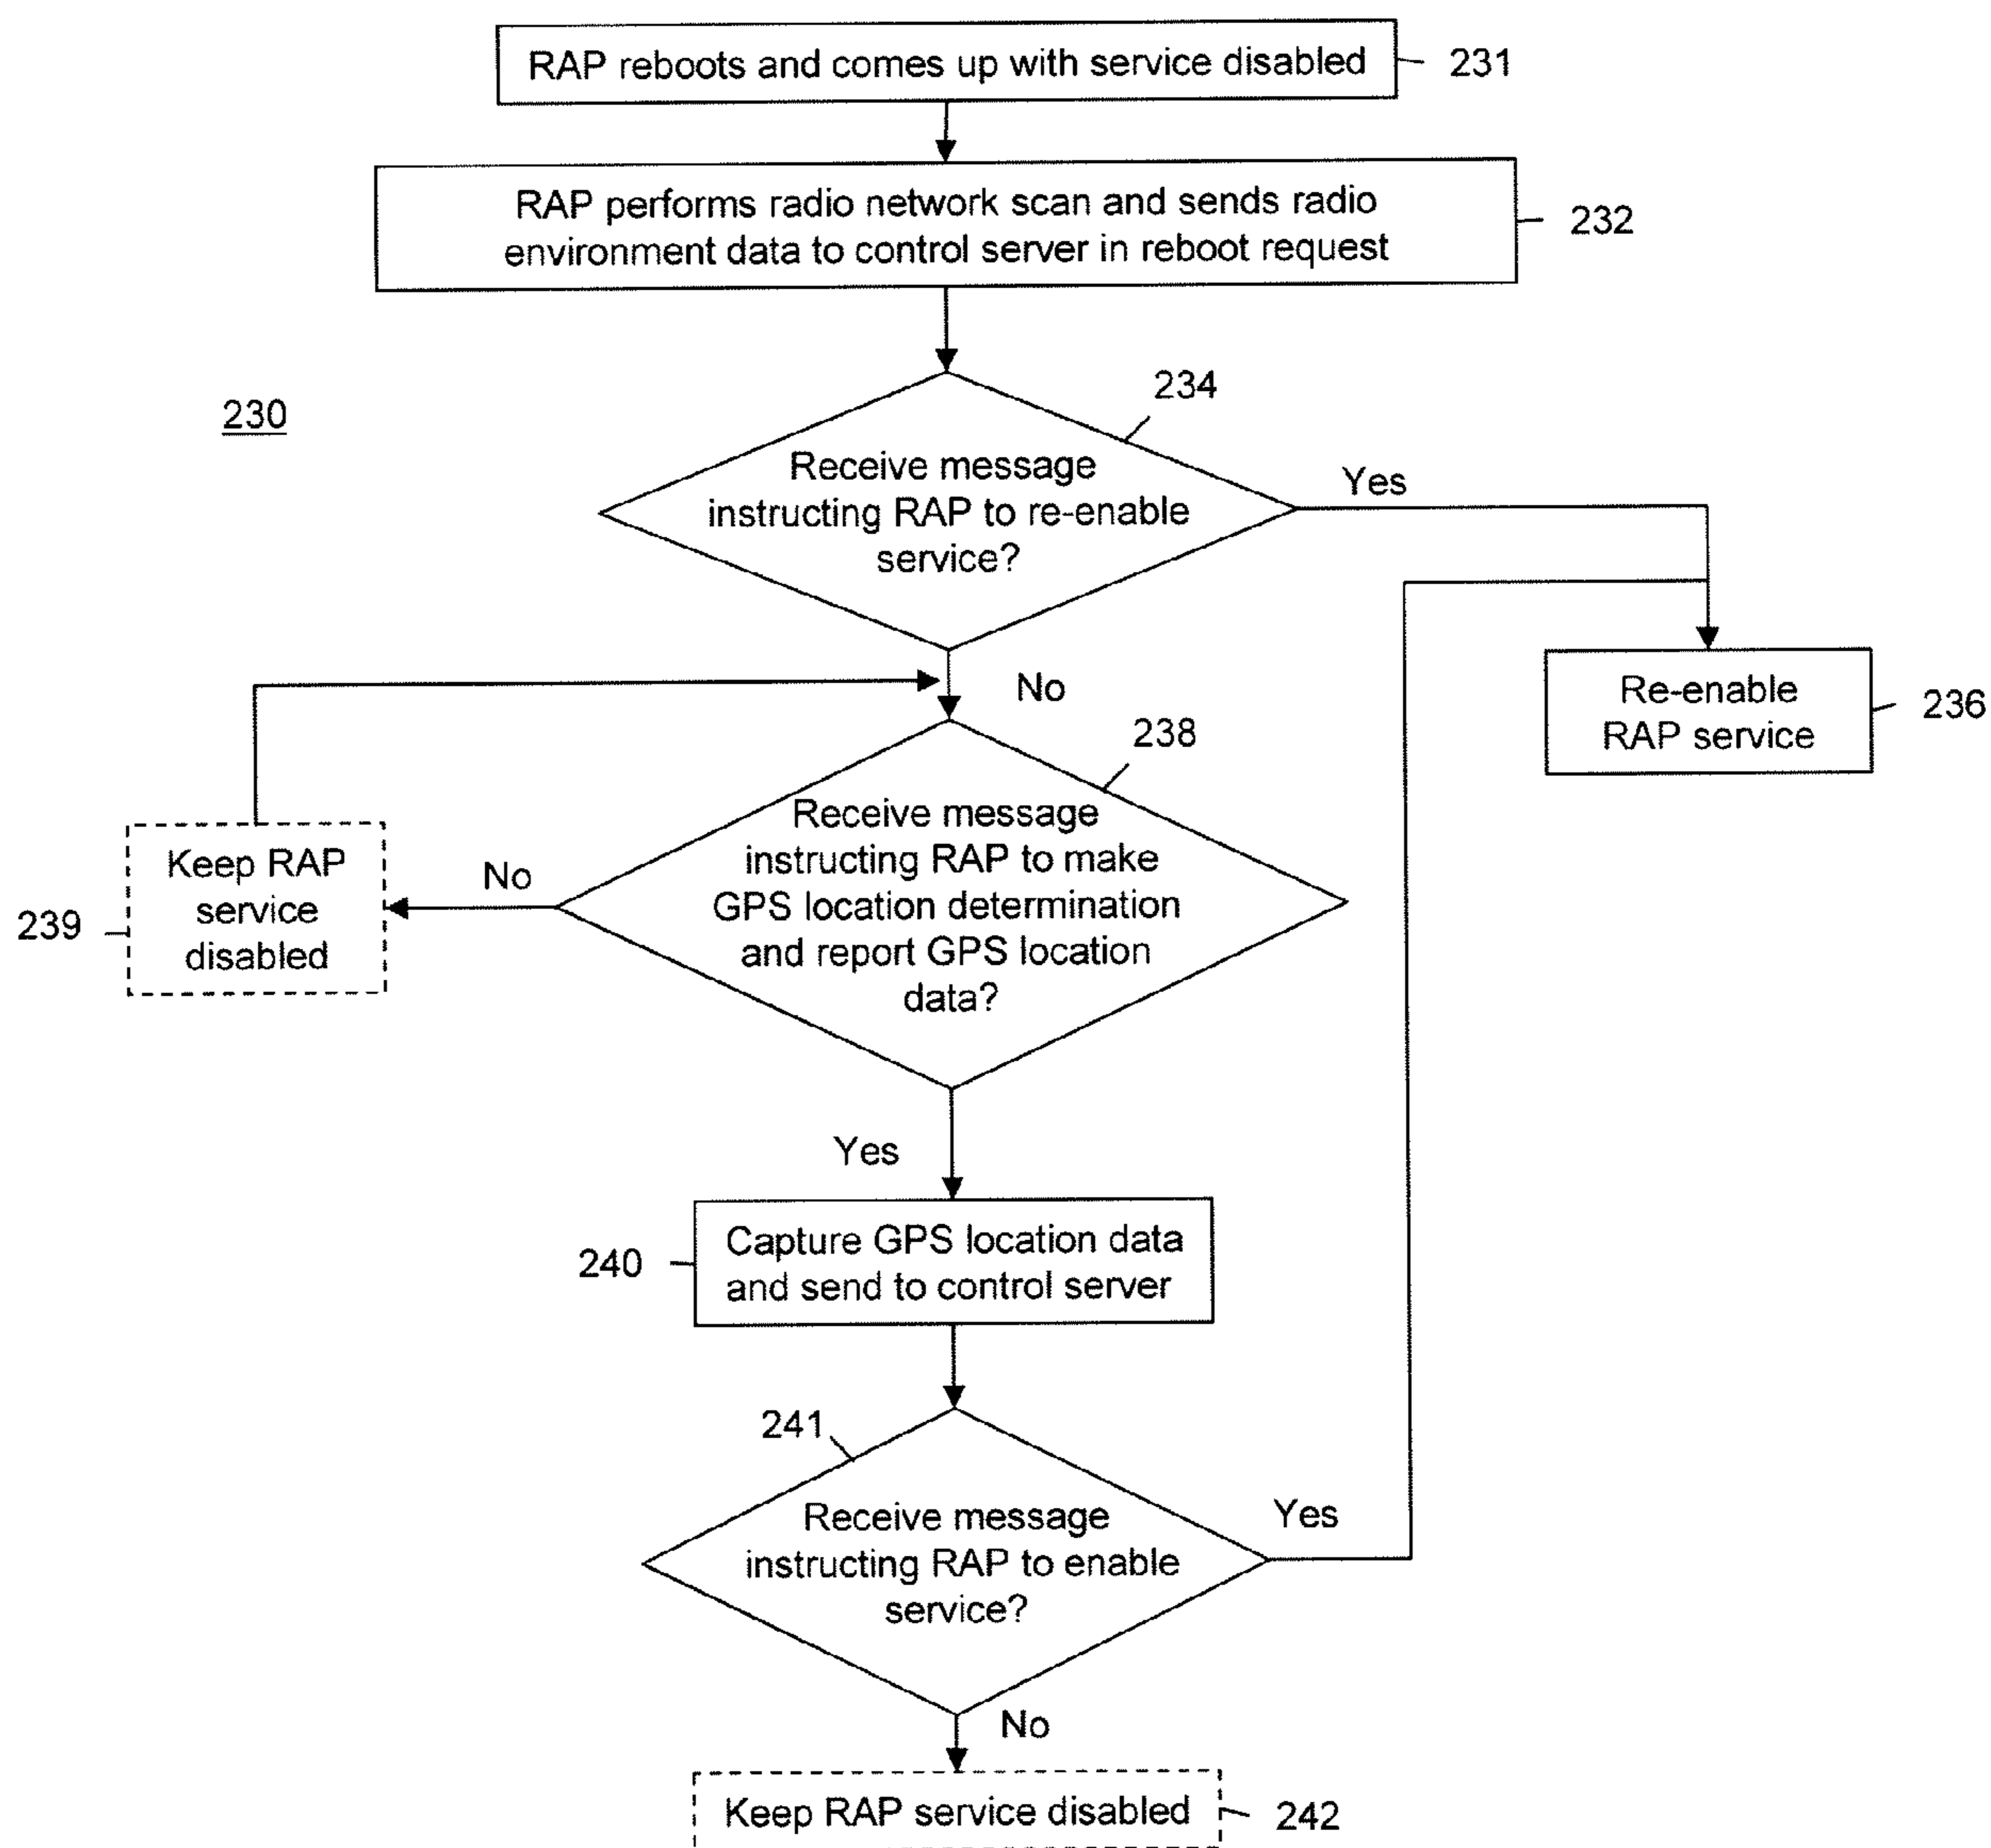 RAP reboots and comes up with service disabled
231
RAP performs radio network scan and sends radio
environment data to control server in reboot request
232
230
234
Receive message
instructing RAP to re-enable
service?
Yes
No
Re-enable
RAP service
236
238
Receive message
instructing RAP to make
GPS location determination
and report GPS location
data?
No
Keep RAP
service
disabled
239
Yes
Capture GPS location data
and send to control server
240
241
Receive message
instructing RAP to enable
service?
Yes
No
Keep RAP service disabled
242